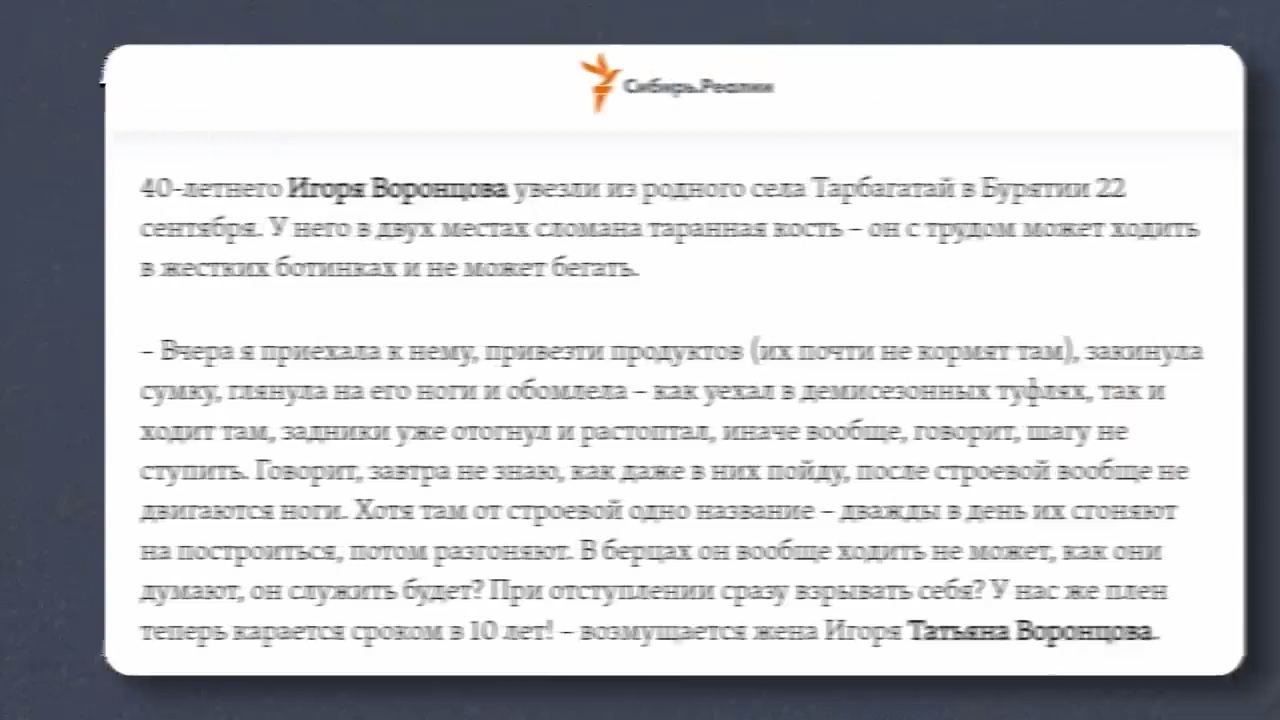 Сибирь.Реалии
40-летнего Игоря Воронцова увезли из родного села Тарбагатай в Бурятии 22
сентября. У него в двух местах сломана таранная кость – он с трудом может ходить
в жестких ботинках и не может бегать.
– Вчера я приехала к нему, привезти продуктов (их почти не кормят там), закинула
сумку, глянула на его ноги и обомлела – как уехал в демисезонных туфлях, так и
ходит там, задники уже отогнул и растоптал, иначе вообще, говорит, шагу не
ступить. Говорит, завтра не знаю, как даже в них пойду, после строевой вообще не
двигаются ноги. Хотя там от строевой одно название – дважды в день их сгоняют
на построиться, потом разгоняют. В берцах он вообще ходить не может, как они
думают, он служить будет? При отступлении сразу взрывать себя? У нас же плен
теперь карается сроком в 10 лет! – возмущается жена Игоря Татьяна Воронцова.